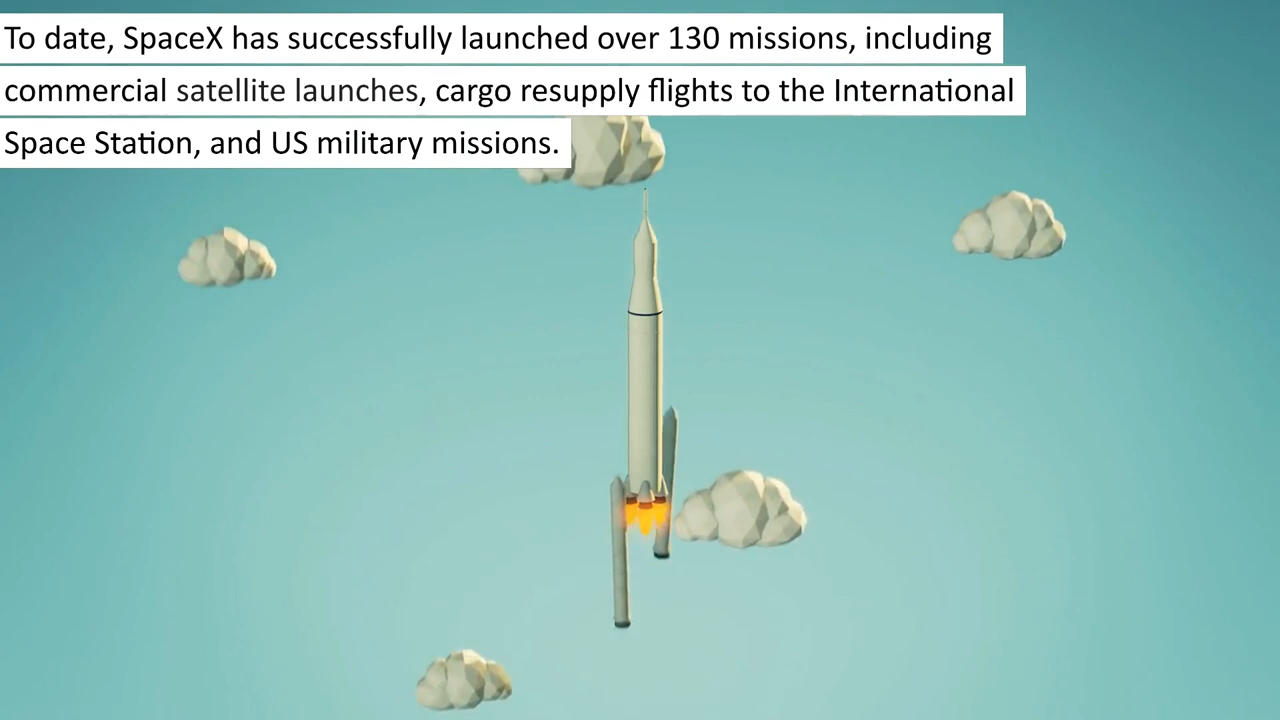 To date, SpaceX has successfully launched over 130 missions, including
commercial satellite launches, cargo resupply flights to the International
Space Station, and US military missions.